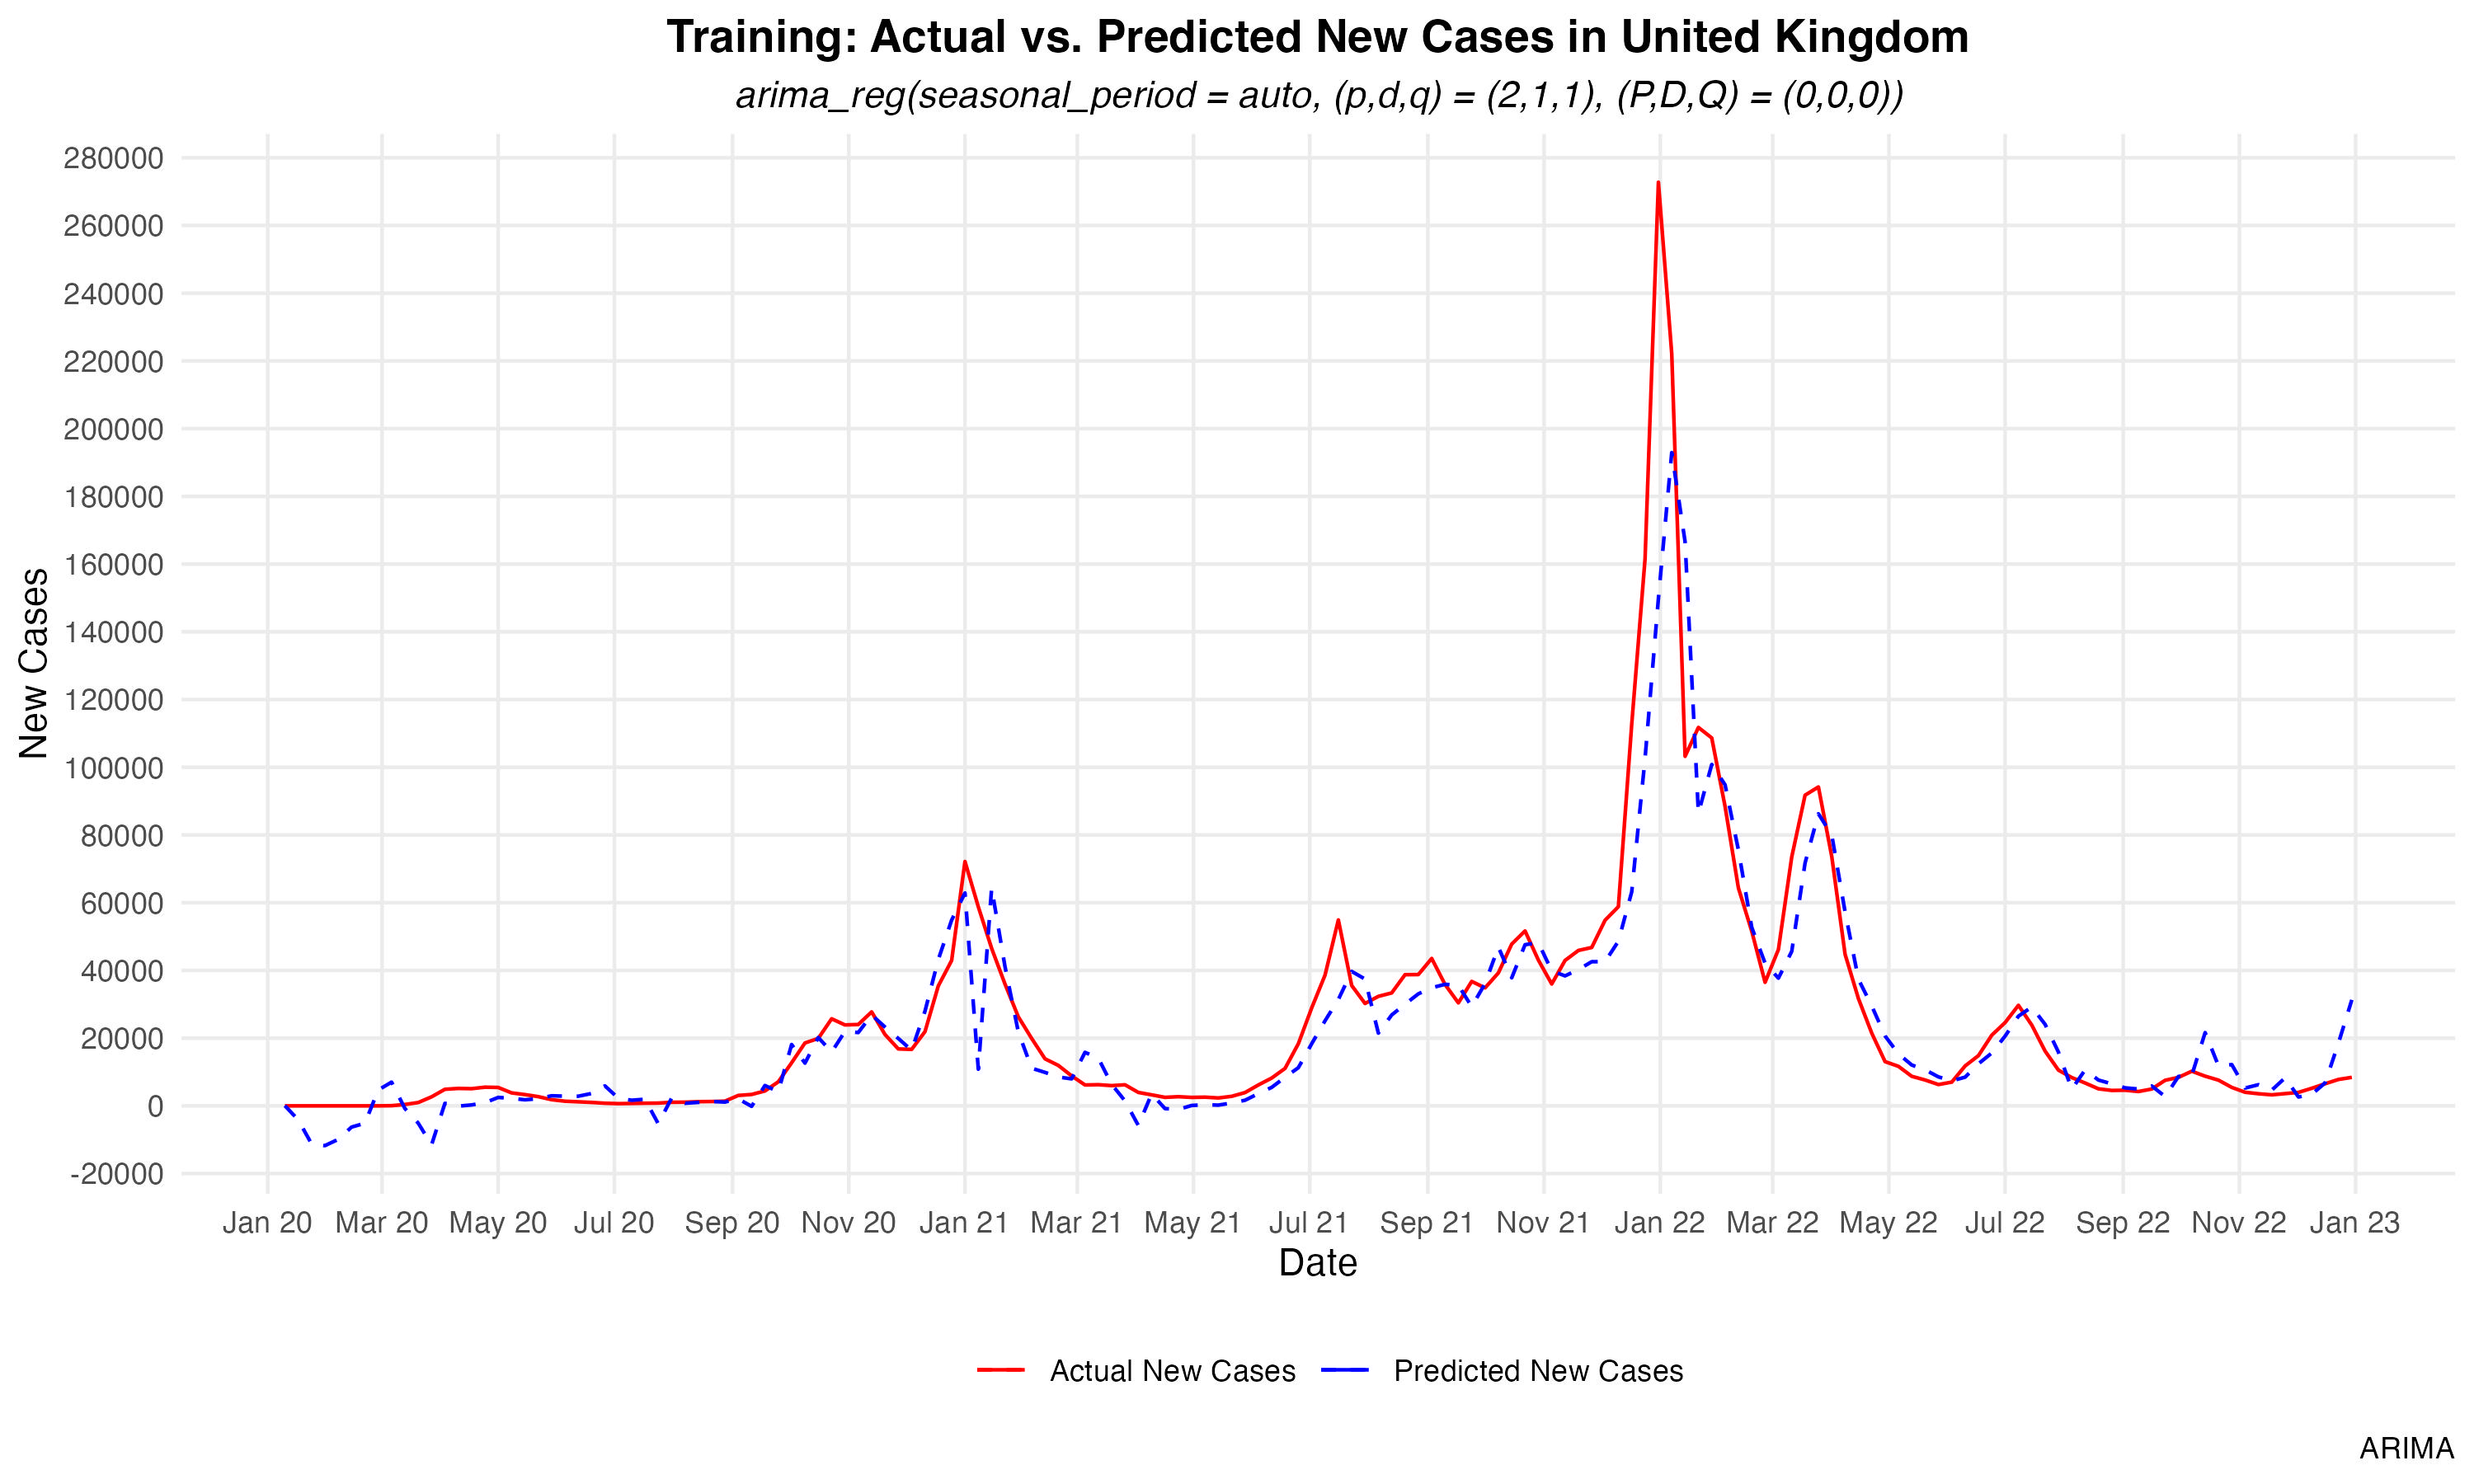 Training: Actual vs. Predicted New Cases in United Kingdom
arima_reg(seasonal_period = auto, (p,d,q) = (2,1,1), (P,D,Q) = (0,0,0))
New Cases
280000
260000
240000
220000
200000
180000
160000
140000
120000
100000
80000
60000
40000
20000
0
-20000
Jan 20 Mar 20 May 20 Jul 20 Sep 20 Nov 20 Jan 21 Mar 21 May 21 Jul 21 Sep 21 Nov 21 Jan 22 Mar 22 May 22 Jul 22 Sep 22 Nov 22 Jan 23
Date
Actual New Cases Predicted New Cases
ARIMA